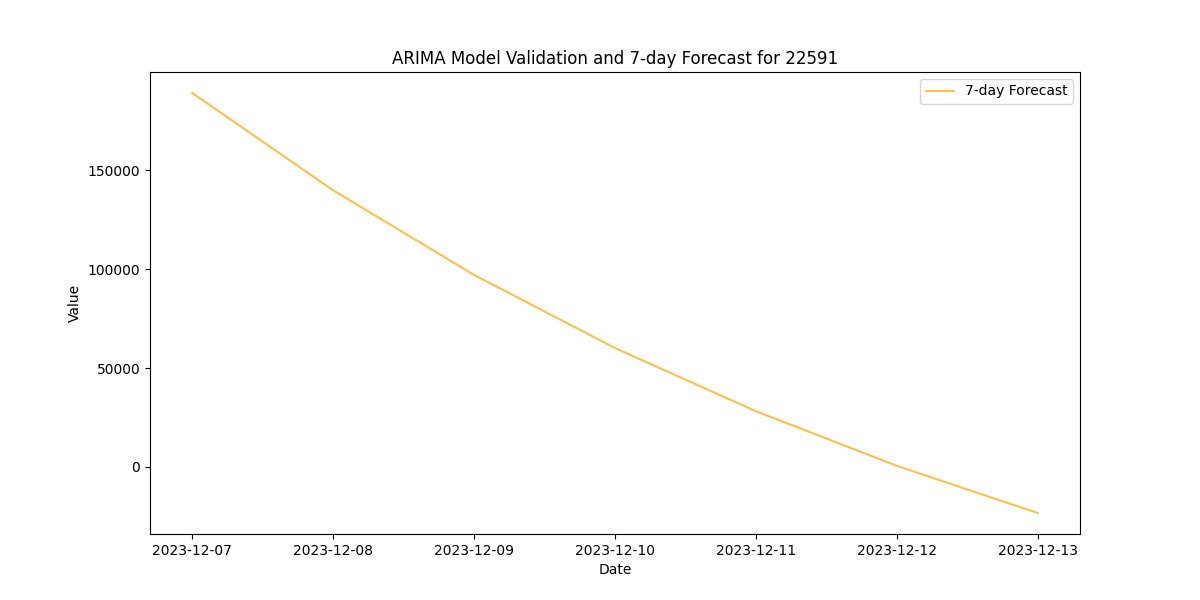 ARIMA Model Validation and 7-day Forecast for 22591
7-day Forecast
150000
100000
50000
0
Value
2023-12-07 2023-12-08 2023-12-09 2023-12-10 2023-12-11 2023-12-12 2023-12-13
Date